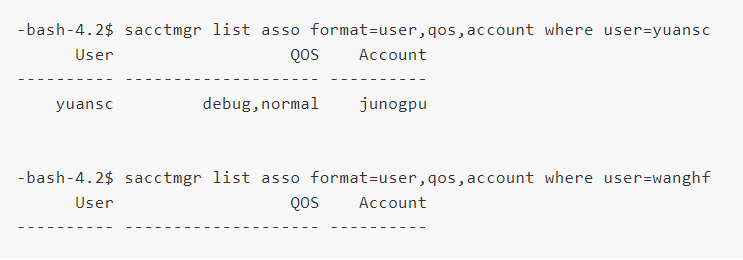 -bash-4.2$ sacctmgr list asso format=user,qos,account where user=yuansc
      User                  QOS    Account
---------- -------------------- ----------
    yuansc         debug,normal    junogpu
-bash-4.2$ sacctmgr list asso format=user,qos,account where user=wanghf
      User                  QOS    Account
---------- -------------------- ----------